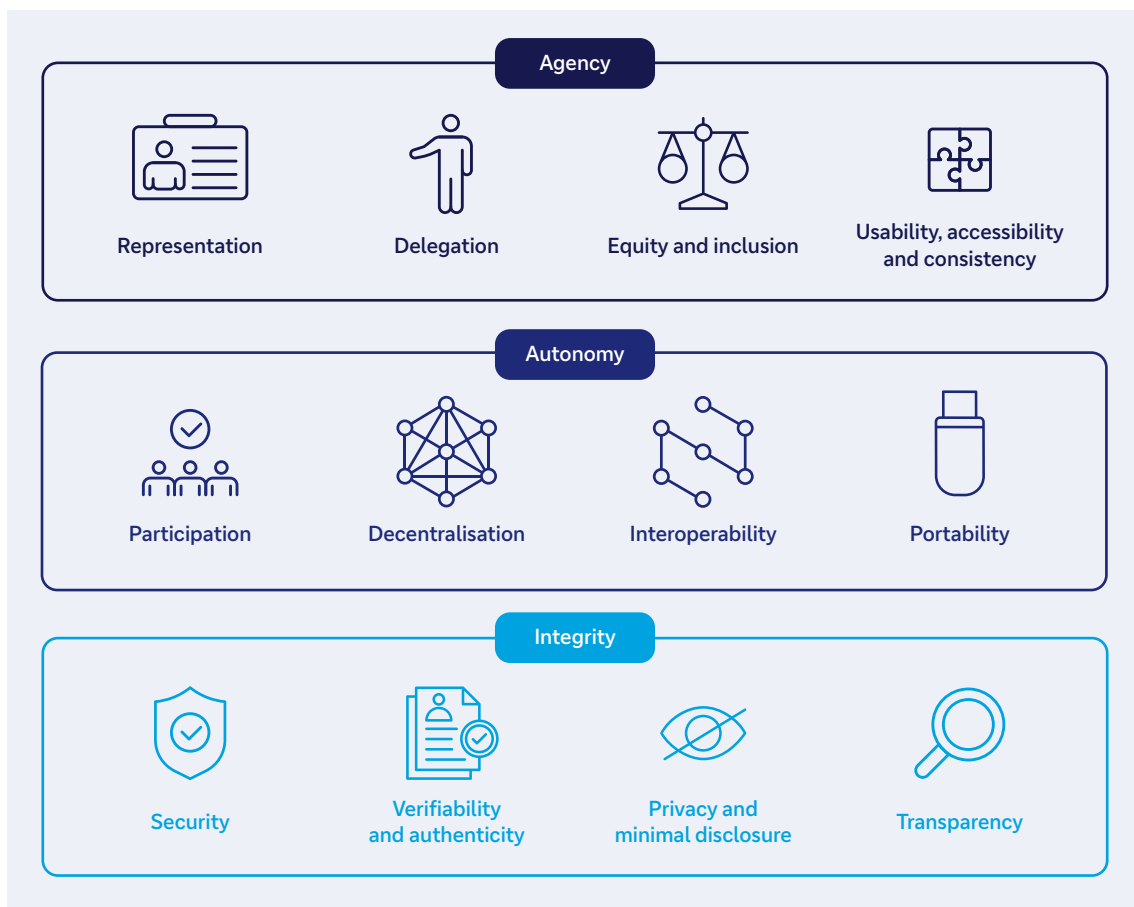 Agency
Representation
Delegation
Equity and inclusion
Usability, accessibility
and consistency
Autonomy
Participation
Decentralisation
Interoperability
Portability
Integrity
Security
Verifiability
and authenticity
Privacy and
minimal disclosure
Transparency